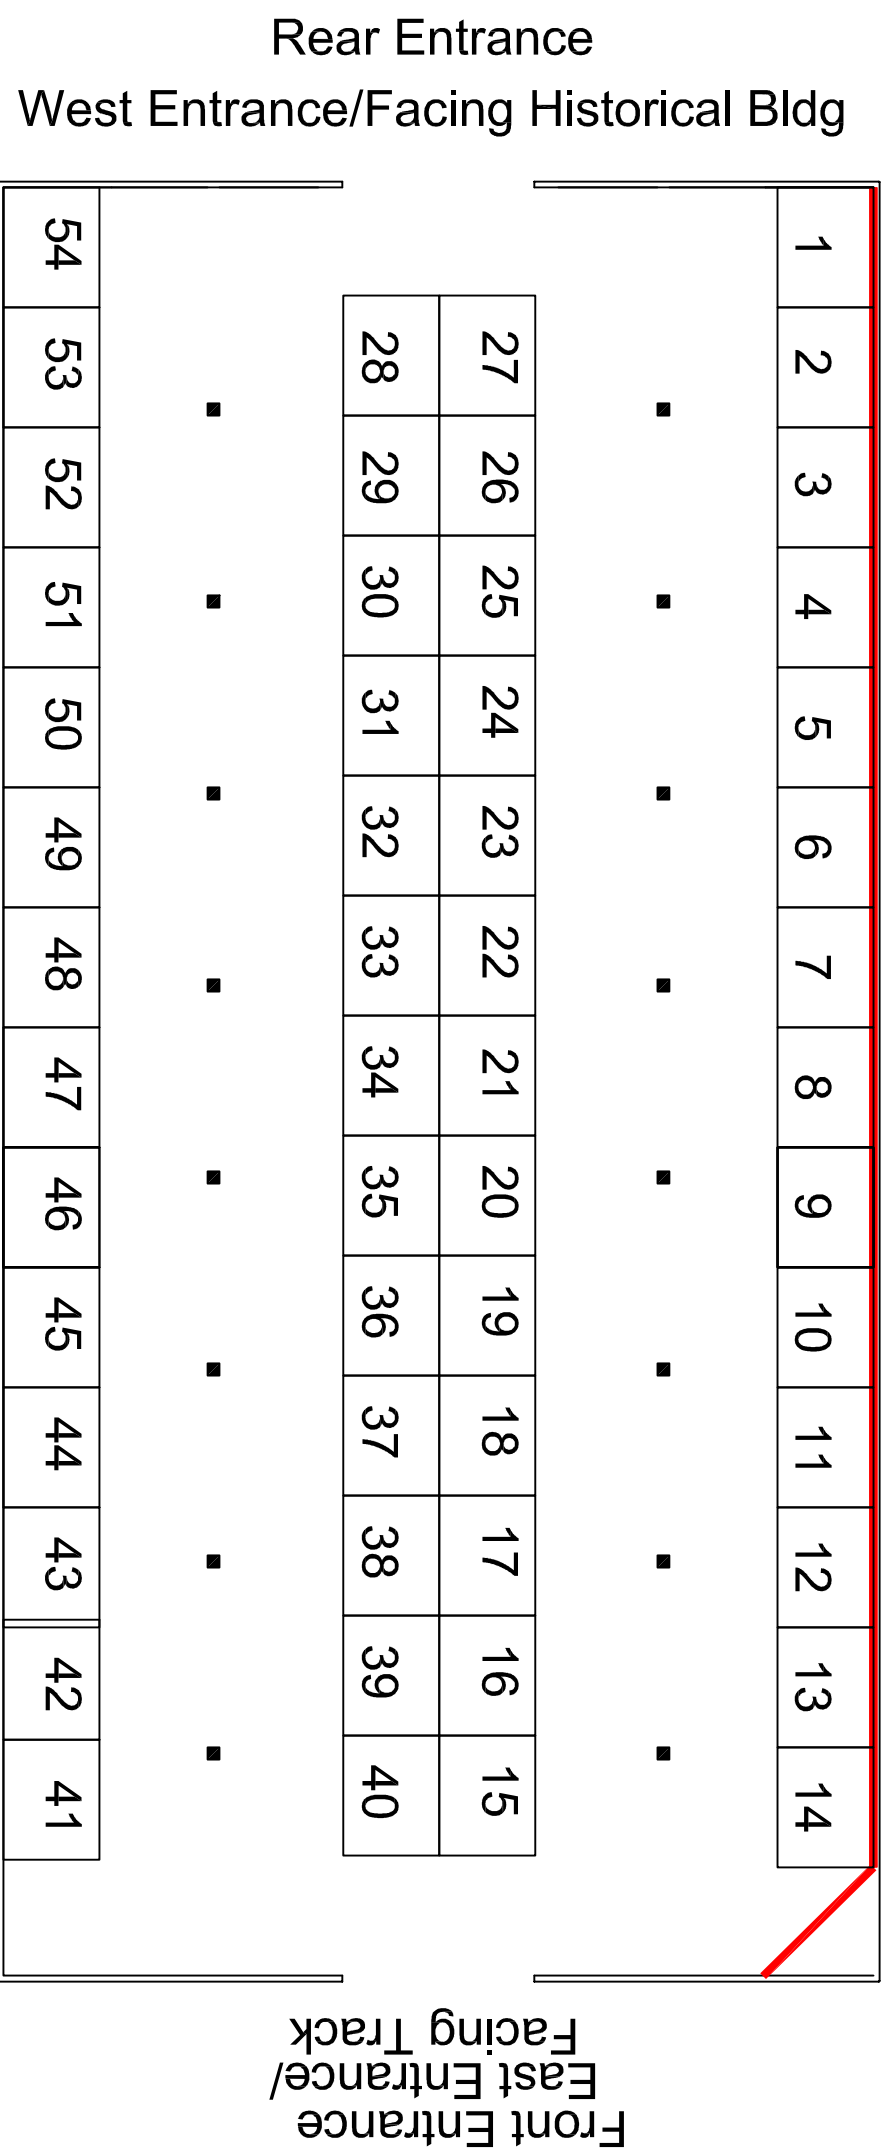 Rear Entrance
West Entrance/Facing Historical Bldg
54 1
53 28 27 2
52 29 26 3
51 30 25 4
50 31 24 5
49 32 23 6
48 33 22 7
47 34 21 8
46 35 20 9
45 36 19 10
44 37 18 11
43 38 17 12
42 39 16 13
41 40 15 14
Front Entrance
East Entrance/
Facing Track